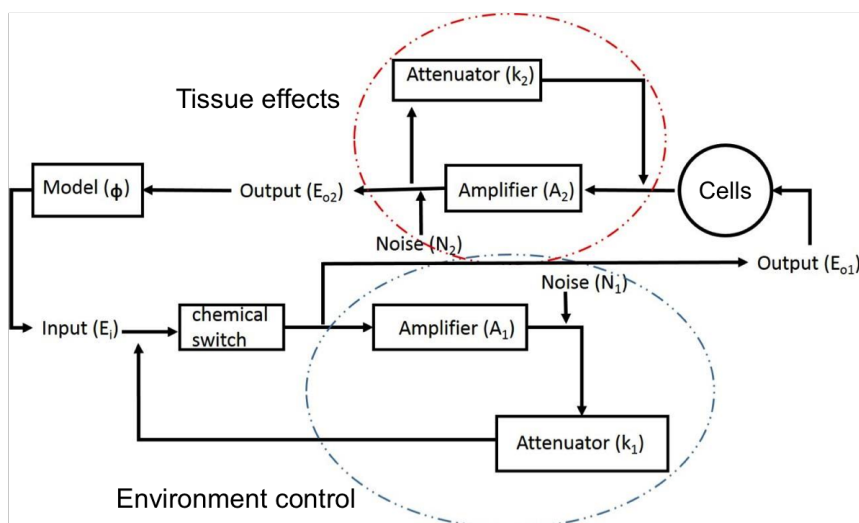 Attenuator (k₂)
Tissue effects
Model (ϕ)
Output (Eₒ₂)
Amplifier (A₂)
Cells
Noise (N₂)
Output (Eₒ₁)
Noise (N₁)
Input (Eᵢ)
chemical
switch
Amplifier (A₁)
Attenuator (k₁)
Environment control